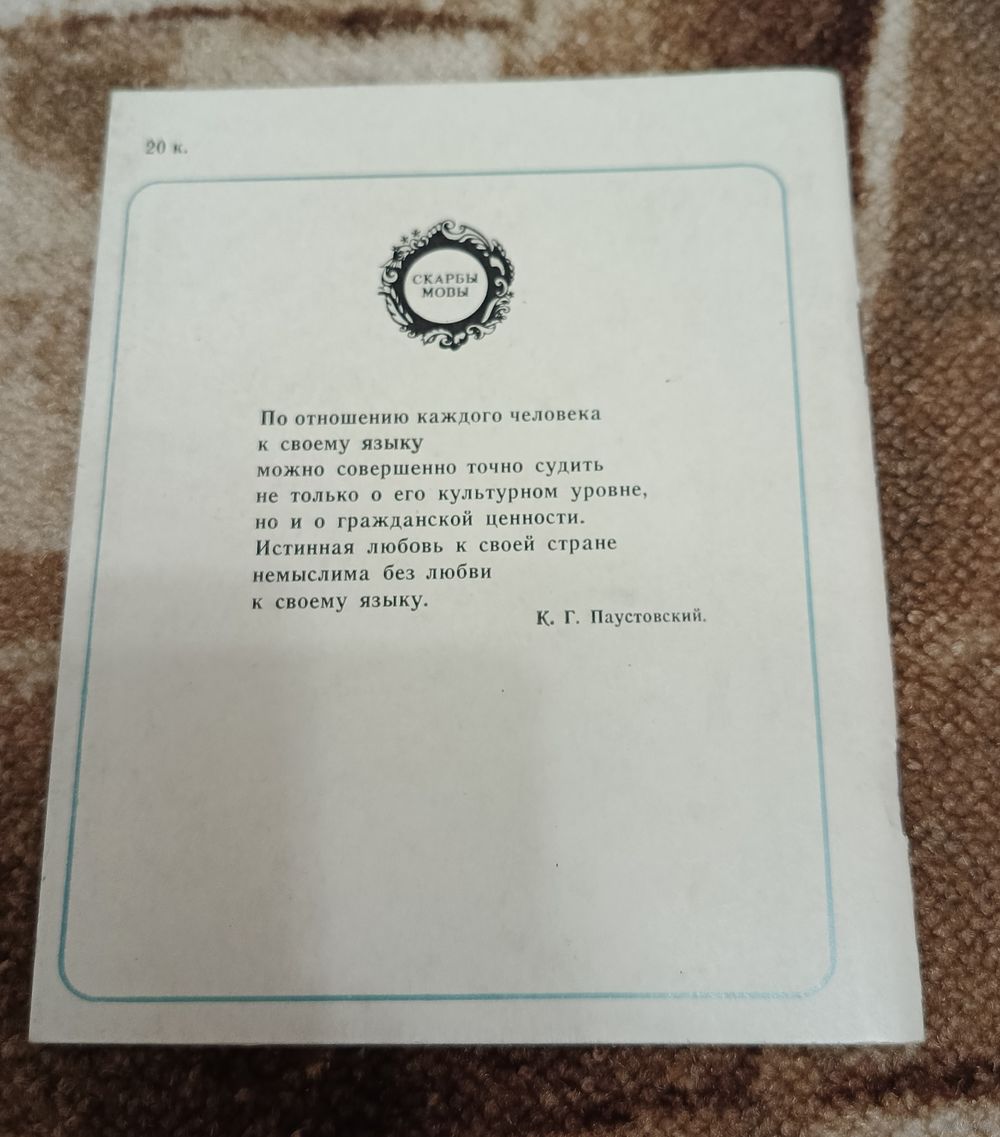 20 к.
СКАРБЫ
МОВЫ
По отношению каждого человека
к своему языку
можно совершенно точно судить
не только о его культурном уровне,
но и о гражданской ценности.
Истинная любовь к своей стране
немыслима без любви
к своему языку.
К. Г. Паустовский.